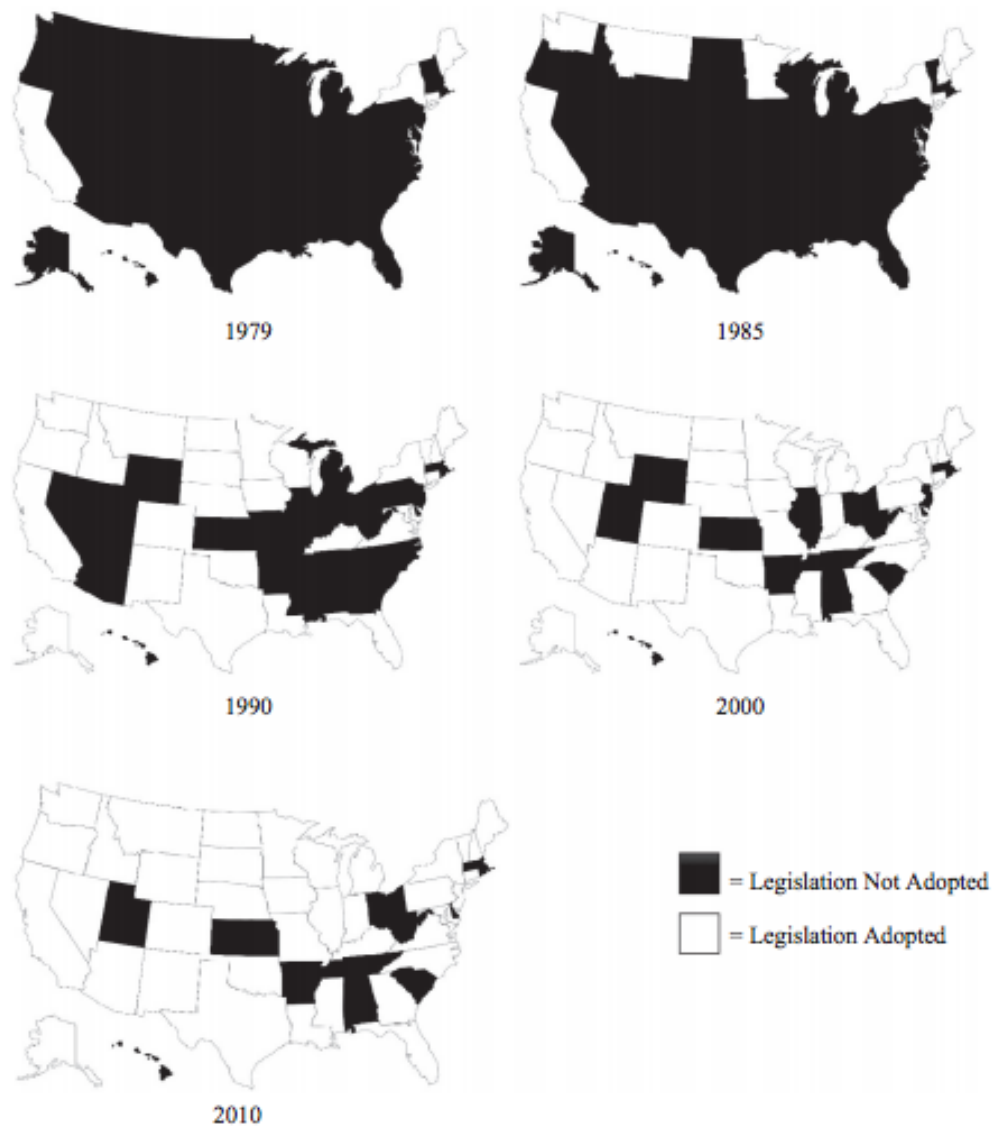 1979
1985
1990
2000
= Legislation Not Adopted
= Legislation Adopted
2010